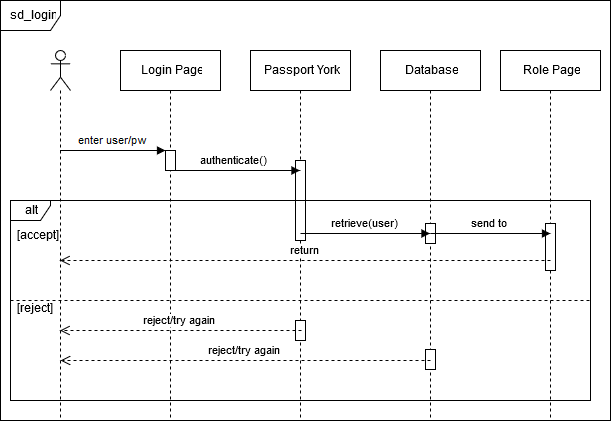 sd_login
Login Page
Passport York
Database
Role Page
enter user/pw
authenticate()
alt
[accept]
retrieve(user)
send to
return
[reject]
reject/try again
reject/try again